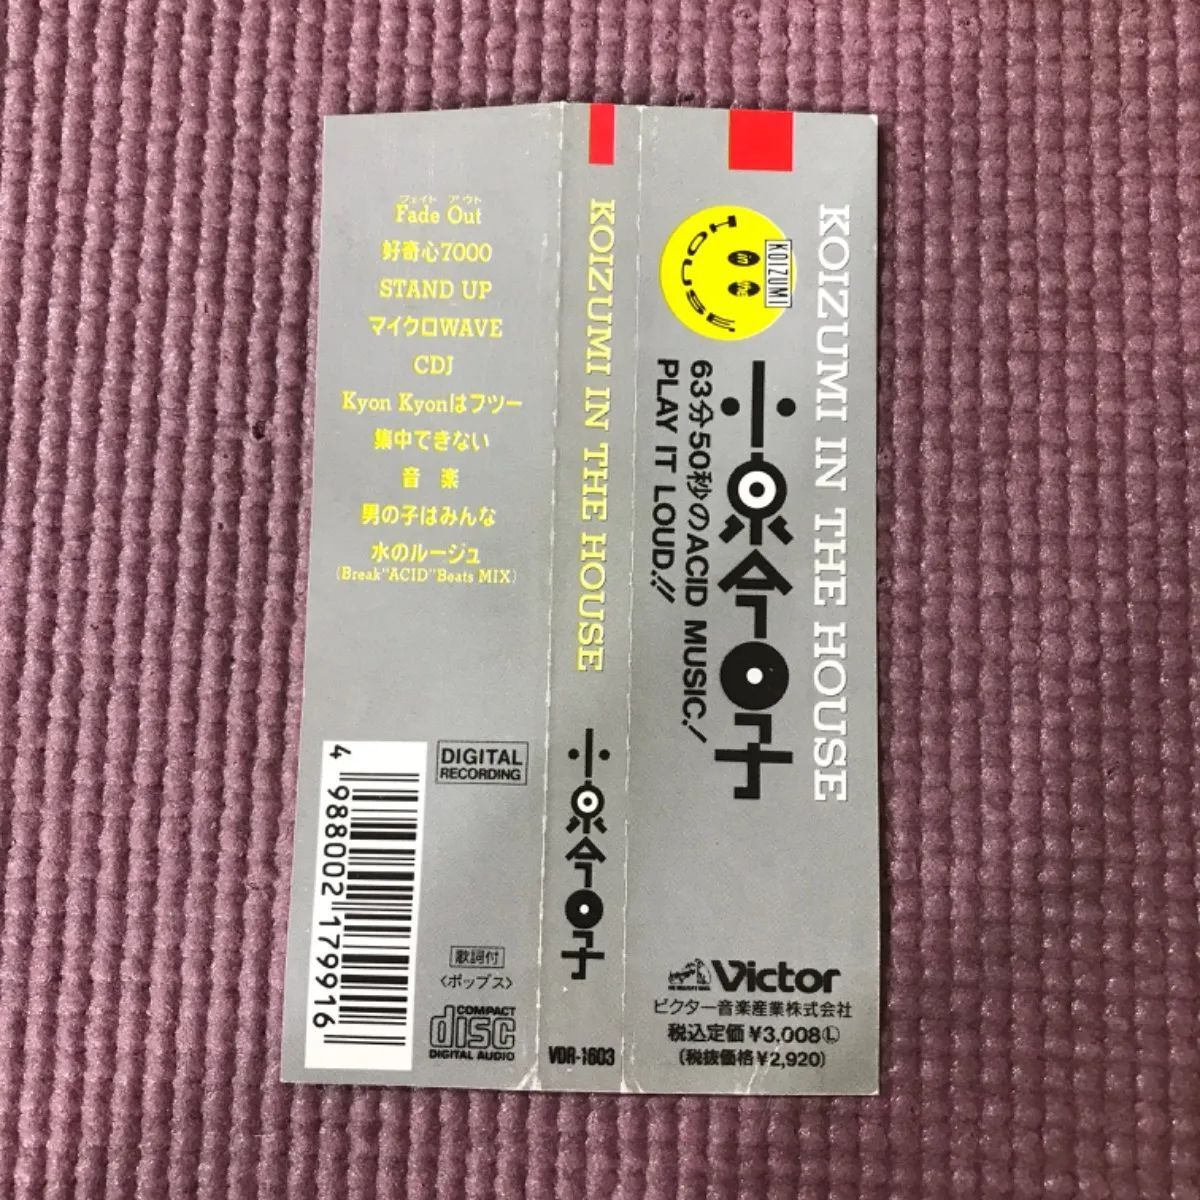 フェイド アウト
Fade Out
好奇心7000
STAND UP
マイクロWAVE
CDJ
Kyon Kyonはフツー
集中できない
音 楽
男の子はみんな
水のルージュ
(Break"ACID"Beats MIX)
4 988002 179916
DIGITAL
RECORDING
歌詞付
〈ポップス〉
COMPACT
disc
DIGITAL AUDIO
KOIZUMI IN THE HOUSE
小泉今日子
VDR-1603
KOIZUMI IN THE HOUSE
KOIZUMI
in the
HOUSE
小泉今日子
63分50秒のACID MUSIC!
PLAY IT LOUD!!
Victor
ビクター音楽産業株式会社
税込定価¥3,008Ⓛ
(税抜価格¥2,920)